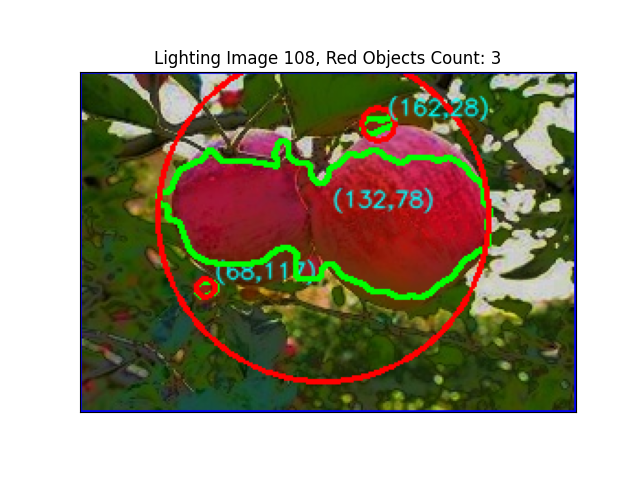 Lighting Image 108, Red Objects Count: 3
(162,28)
(132,78)
(68,117)